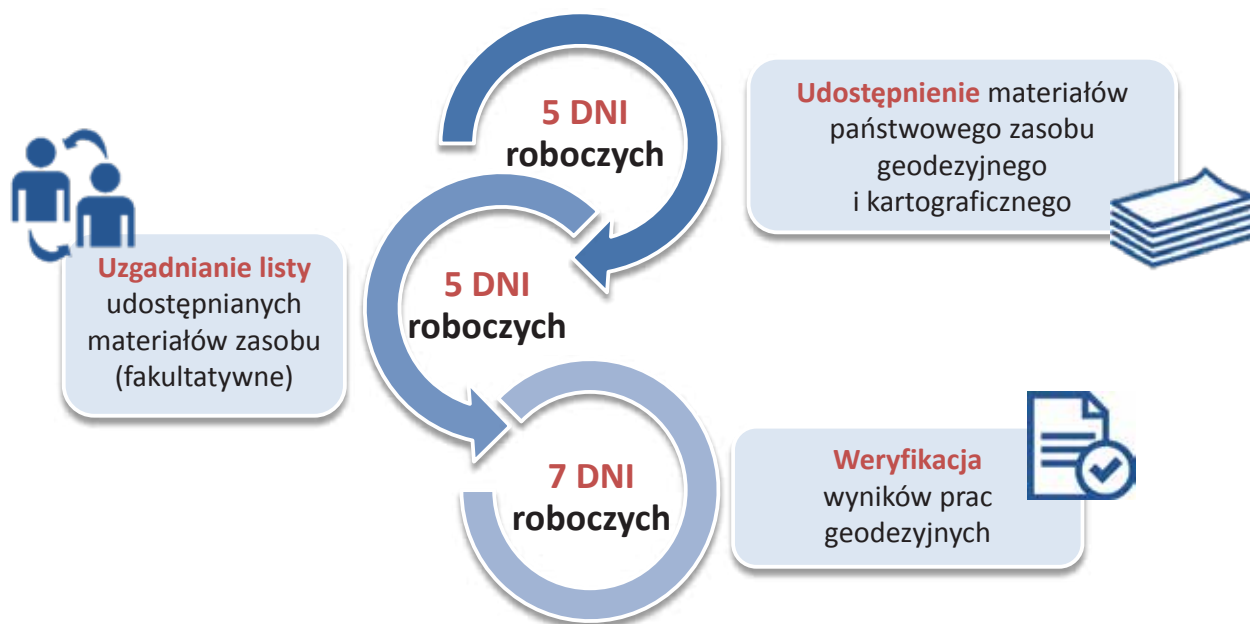 5 DNI
roboczych
Udostępnienie materiałów
państwowego zasobu
geodezyjnego
i kartograficznego
Uzgadnianie listy
udostępnianych
materiałów zasobu
(fakultatywne)
5 DNI
roboczych
7 DNI
roboczych
Weryfikacja
wyników prac
geodezyjnych